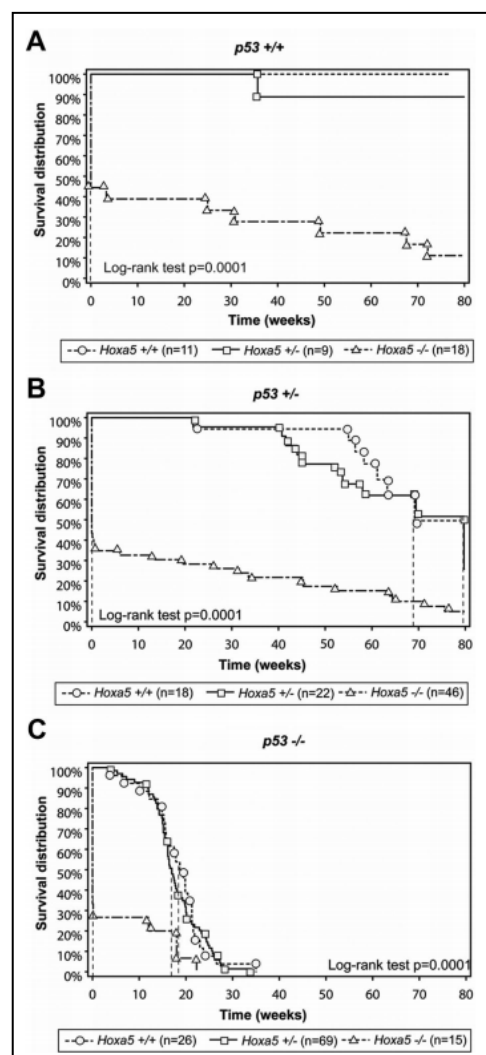 A
p53 +/+
Survival distribution
100%
90%
80%
70%
60%
50%
40%
30%
20%
10%
0%
Log-rank test p=0.0001
0 10 20 30 40 50 60 70 80
Time (weeks)
Hoxa5 +/+ (n=11) Hoxa5 +/- (n=9) Hoxa5 -/- (n=18)
B
p53 +/-
Survival distribution
100%
90%
80%
70%
60%
50%
40%
30%
20%
10%
0%
Log-rank test p=0.0001
0 10 20 30 40 50 60 70 80
Time (weeks)
Hoxa5 +/+ (n=18) Hoxa5 +/- (n=22) Hoxa5 -/- (n=46)
C
p53 -/-
Survival distribution
100%
90%
80%
70%
60%
50%
40%
30%
20%
10%
0%
Log-rank test p=0.0001
0 10 20 30 40 50 60 70 80
Time (weeks)
Hoxa5 +/+ (n=26) Hoxa5 +/- (n=69) Hoxa5 -/- (n=15)